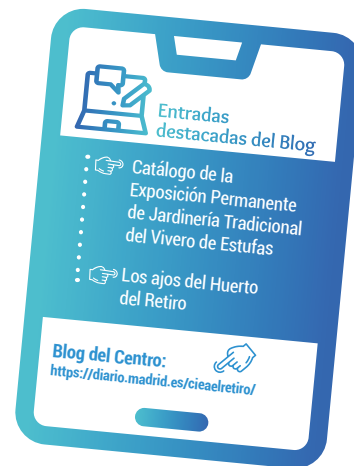 Entradas
destacadas del Blog
Catálogo de la
Exposición Permanente
de Jardinería Tradicional
del Vivero de Estufas
Los ajos del Huerto
del Retiro
Blog del Centro:
https://diario.madrid.es/cieaelretiro/